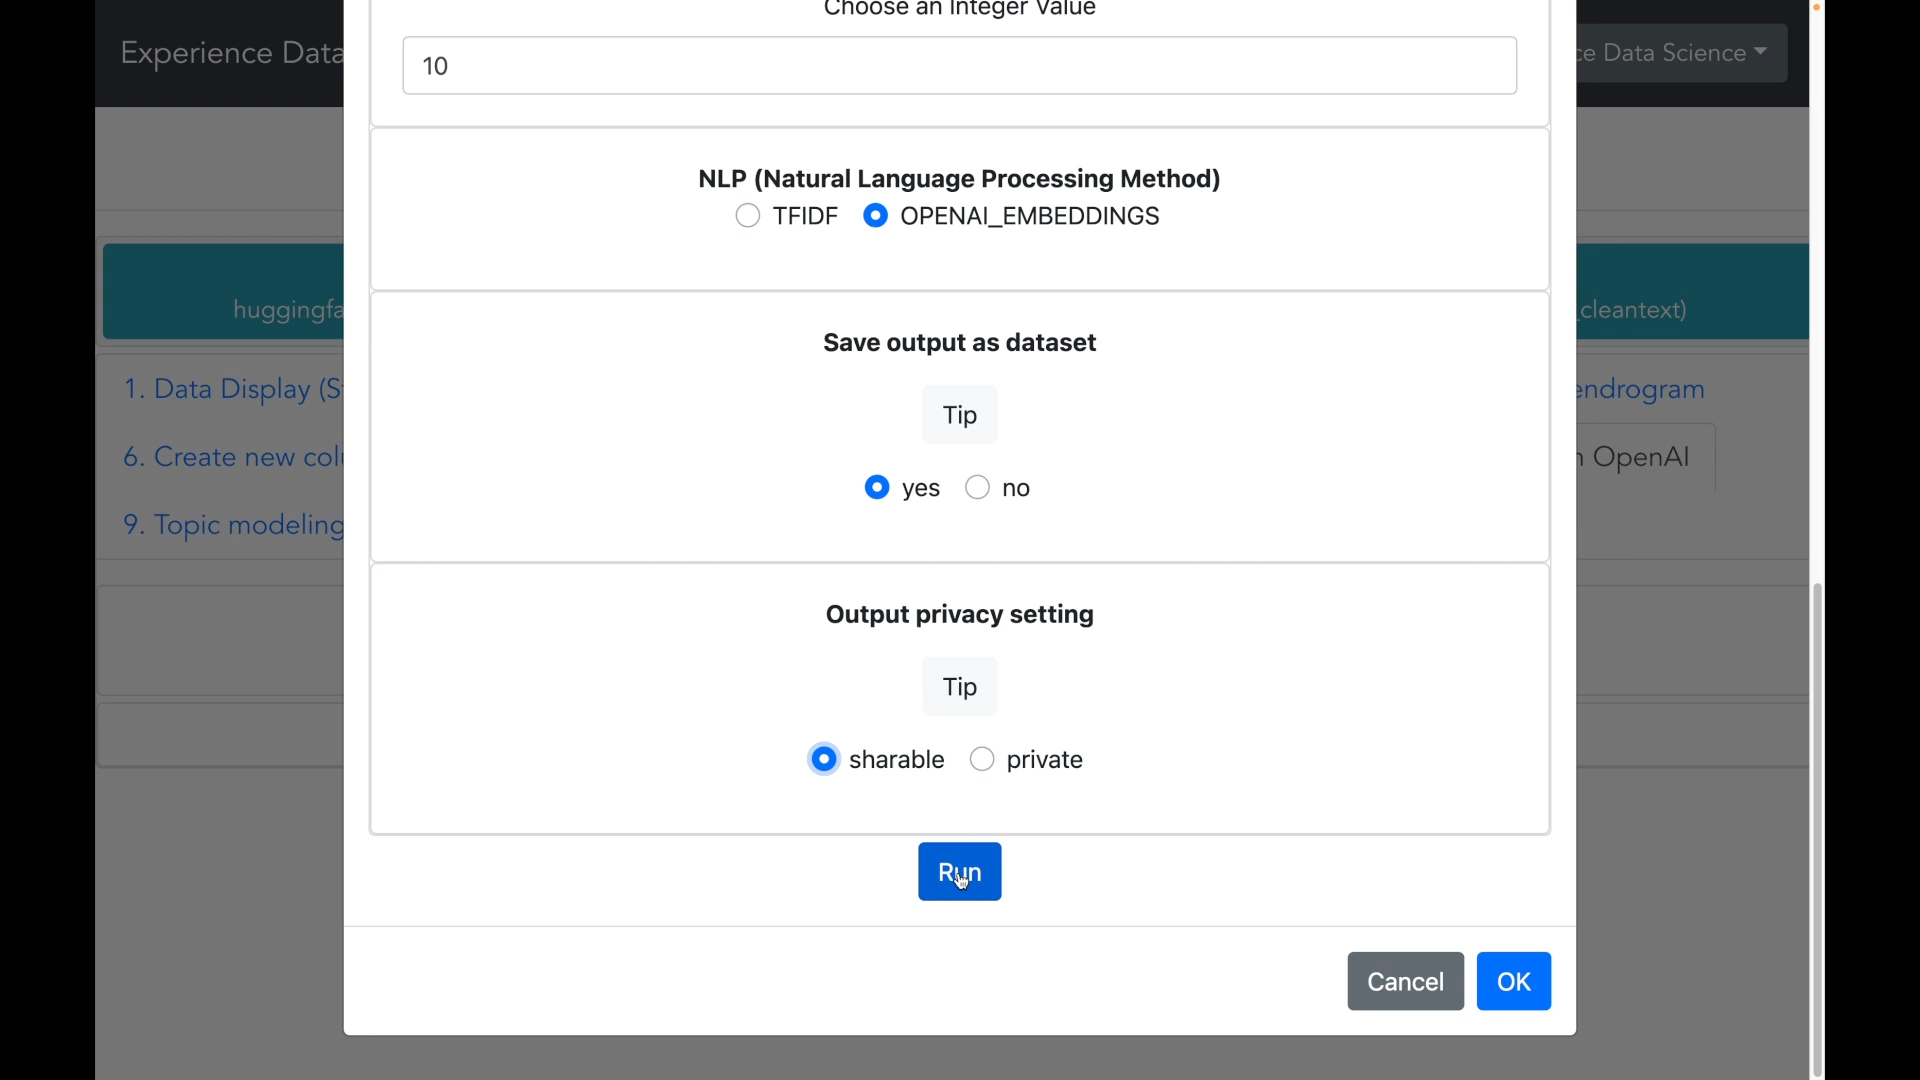 Choose an Integer Value
Experience Data
ce Data Science
10
NLP (Natural Language Processing Method)
TFIDF OPENAI_EMBEDDINGS
huggingfa
_cleantext)
Save output as dataset
1. Data Display (S
endrogram
Tip
6. Create new col
n OpenAI
yes no
9. Topic modeling
Output privacy setting
Tip
sharable private
Run
Cancel OK